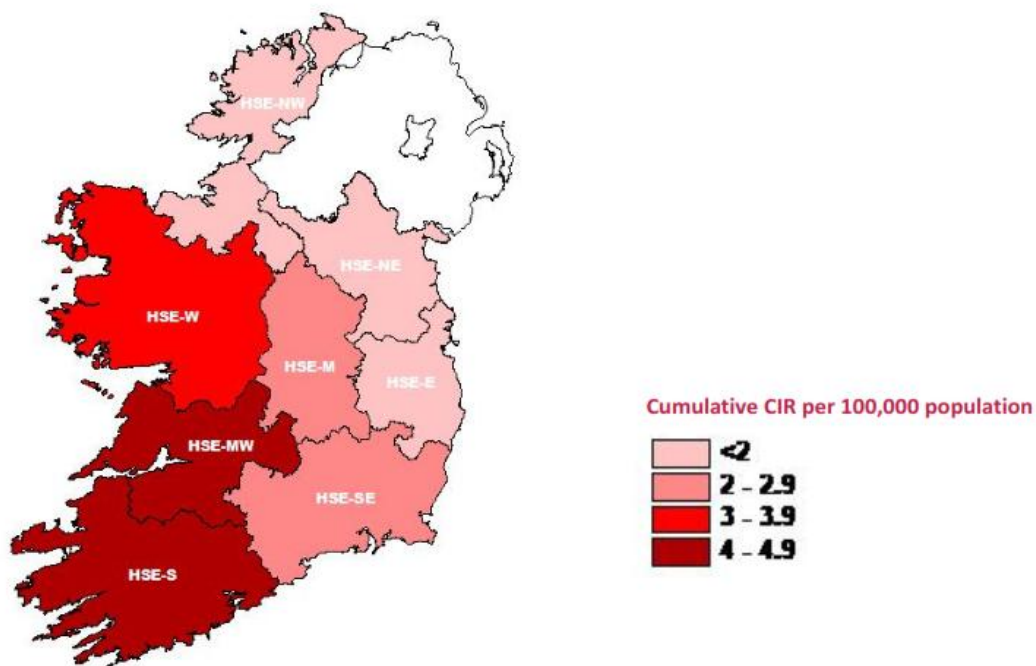 HSE-NW
HSE-NE
HSE-W
HSE-M
HSE-E
HSE-MW
HSE-SE
HSE-S
Cumulative CIR per 100,000 population
<2
2 - 2.9
3 - 3.9
4 - 4.9